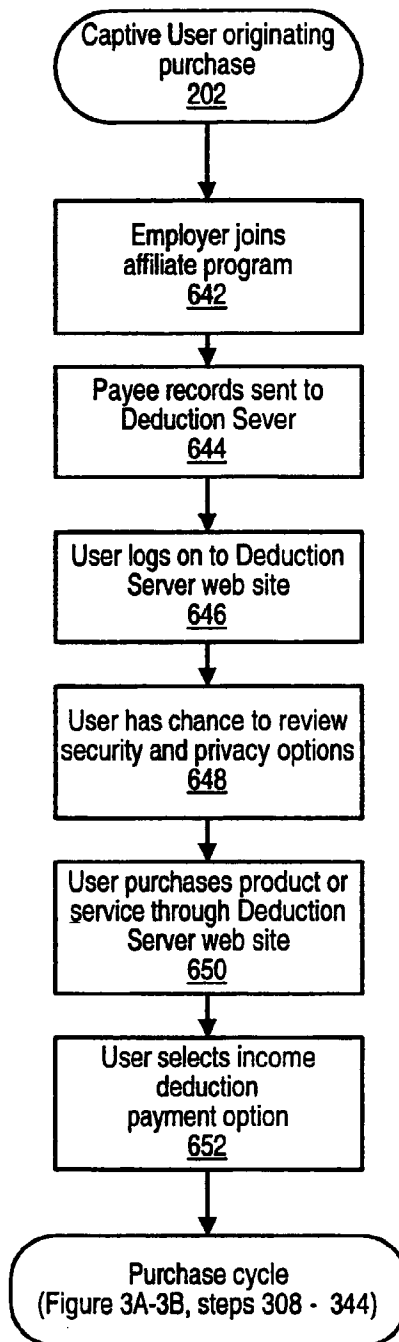 Captive User originating
purchase
202
Employer joins
affiliate program
642
Payee records sent to
Deduction Sever
644
User logs on to Deduction
Server web site
646
User has chance to review
security and privacy options
648
User purchases product or
service through Deduction
Server web site
650
User selects income
deduction
payment option
652
Purchase cycle
(Figure 3A-3B, steps 308 - 344)